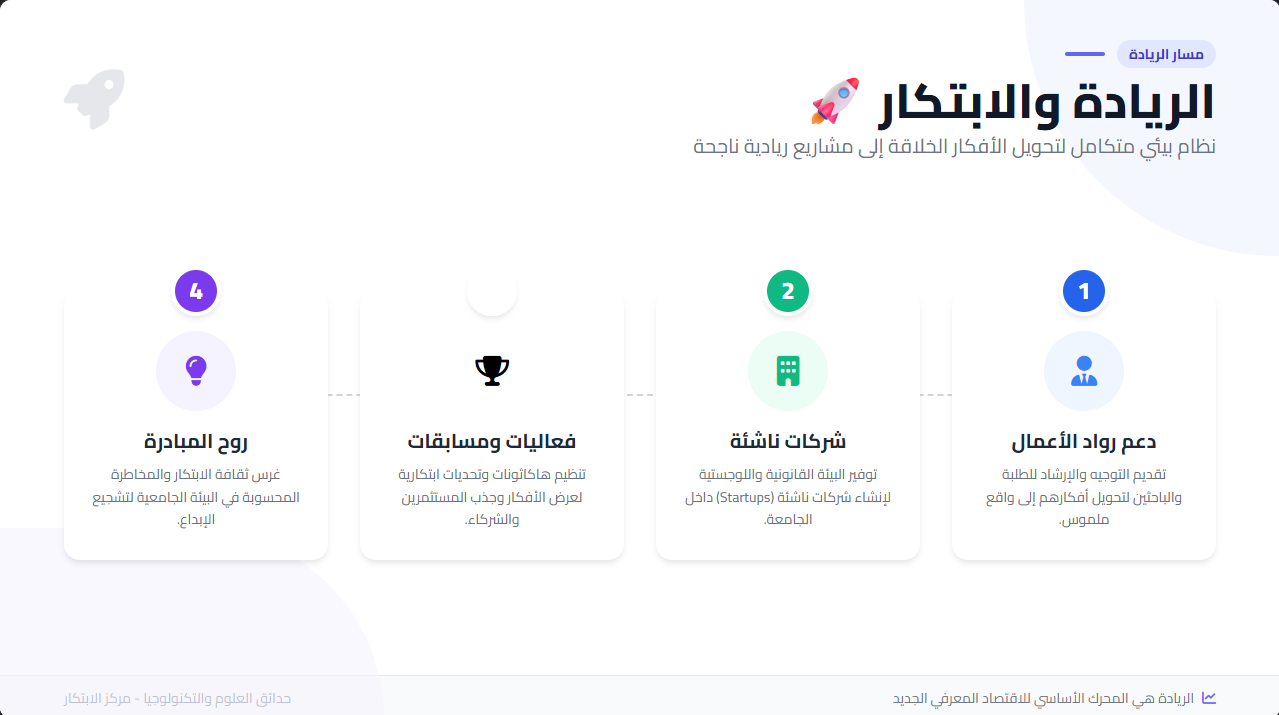 مسار الريادة
الريادة والابتكار 🚀
نظام بيئي متكامل لتحويل الأفكار الخلاقة إلى مشاريع ريادية ناجحة
1
دعم رواد الأعمال
تقديم التوجيه والإرشاد للطلبة
والباحثين لتحويل أفكارهم إلى واقع
ملموس.
2
شركات ناشئة
توفير البيئة القانونية واللوجستية
لإنشاء شركات ناشئة (Startups) داخل
الجامعة.
فعاليات ومسابقات
تنظيم هاكاثونات وتحديات ابتكارية
لعرض الأفكار وجذب المستثمرين
والشركاء.
4
روح المبادرة
غرس ثقافة الابتكار والمخاطرة
المحسوبة في البيئة الجامعية لتشجيع
الإبداع.
الريادة هي المحرك الأساسي للاقتصاد المعرفي الجديد
حدائق العلوم والتكنولوجيا - مركز الابتكار